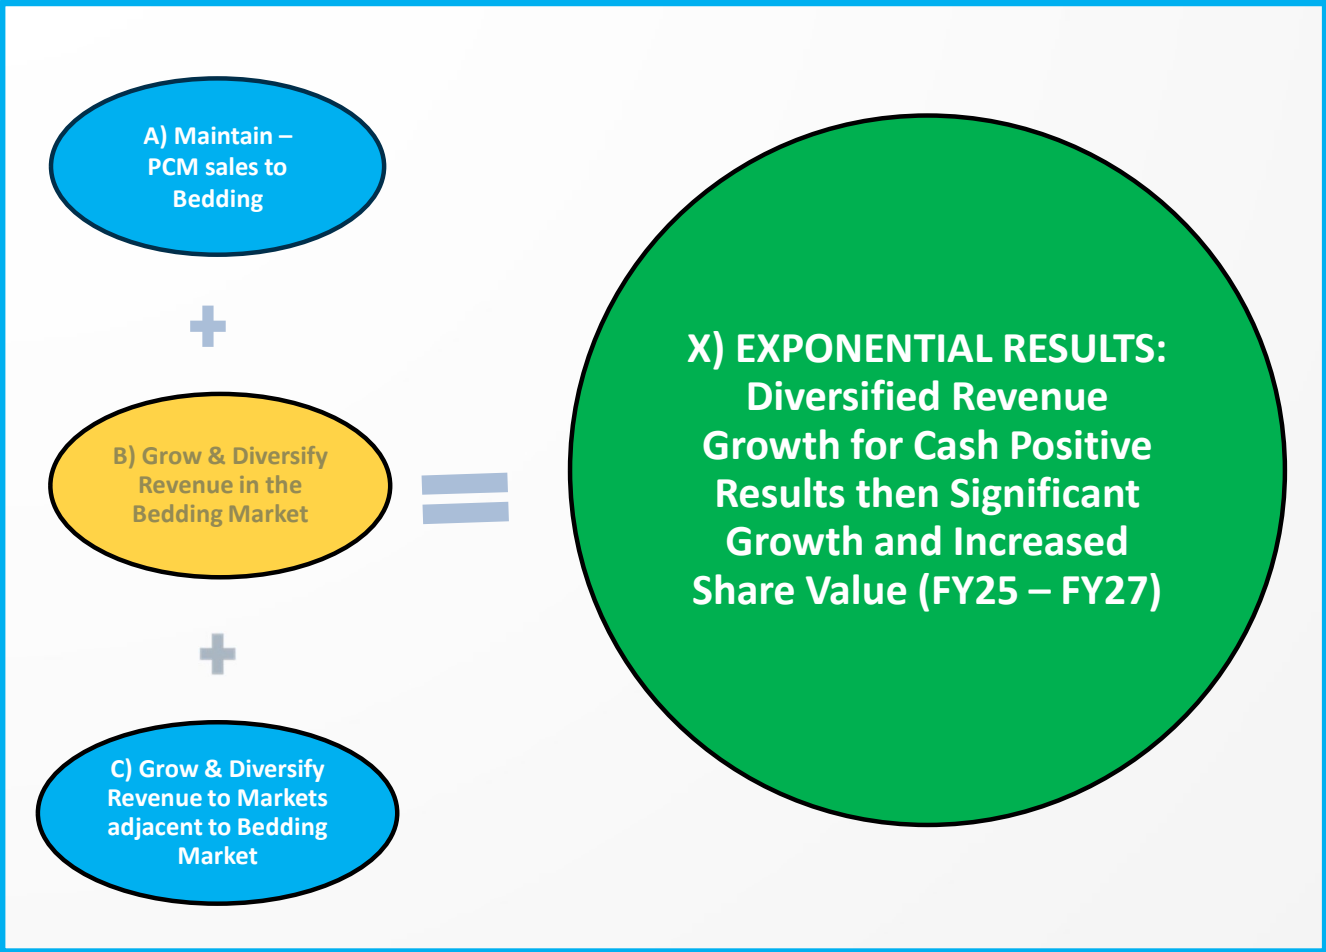 A) Maintain –
PCM sales to
Bedding
B) Grow & Diversify
Revenue in the
Bedding Market
C) Grow & Diversify
Revenue to Markets
adjacent to Bedding
Market
X) EXPONENTIAL RESULTS:
Diversified Revenue
Growth for Cash Positive
Results then Significant
Growth and Increased
Share Value (FY25 – FY27)